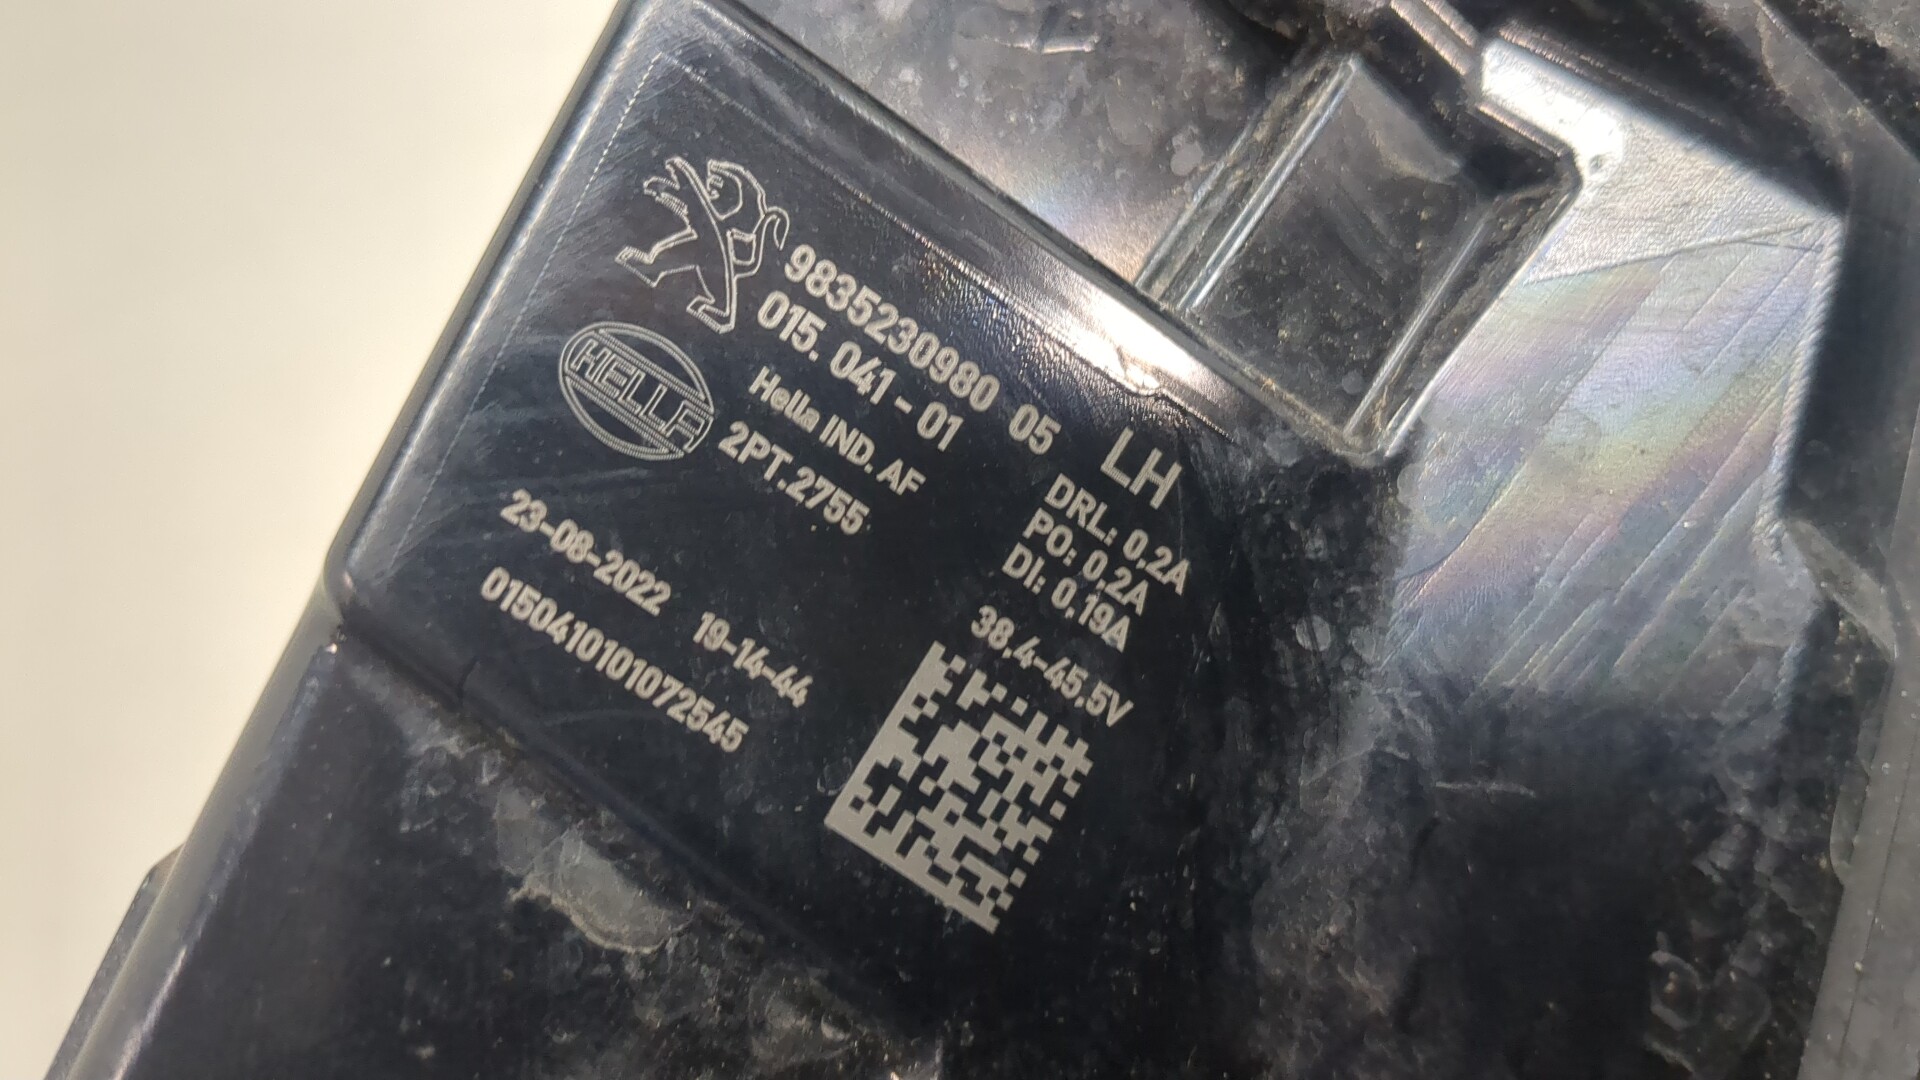 9835230980 05 LH
015. 041 - 01
HELLA
Hella IND. AF
2PT.2755
DRL: 0.2A
PO: 0.2A
DI: 0.19A
38.4-45.5V
23-08-2022 19-14-44
0150410101072545